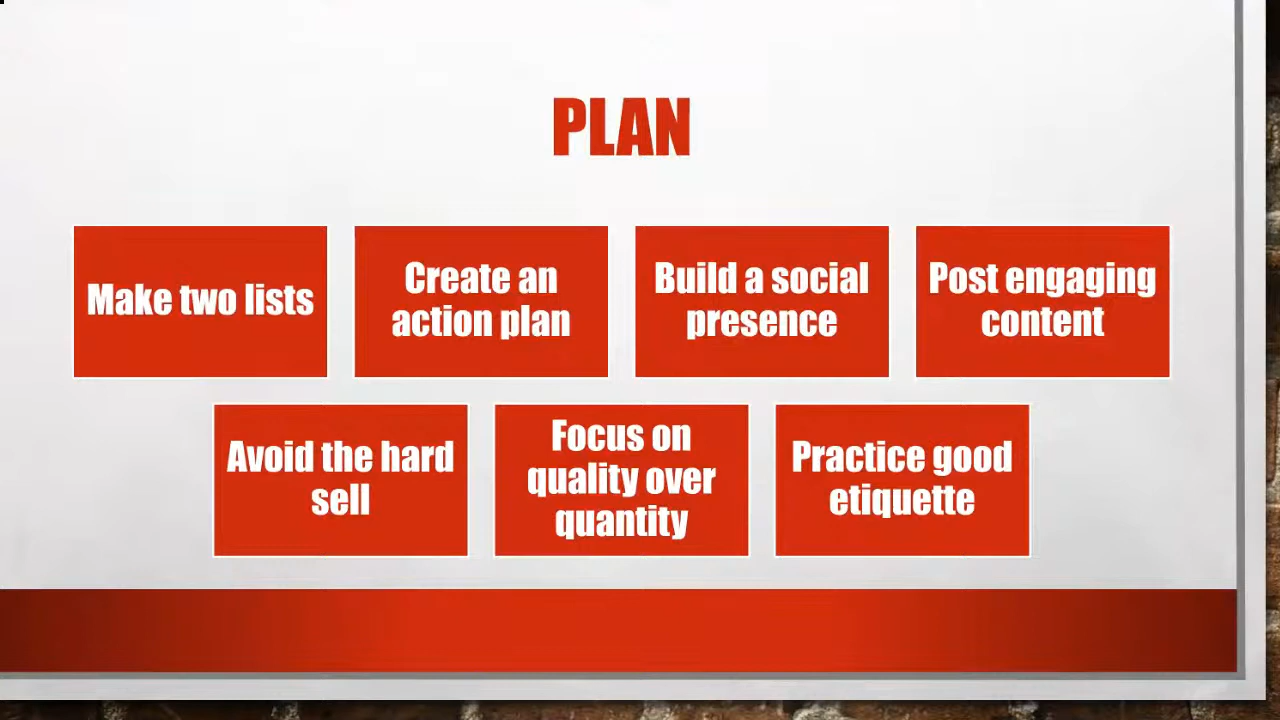 PLAN
Make two lists
Create an
action plan
Build a social
presence
Post engaging
content
Avoid the hard
sell
Focus on
quality over
quantity
Practice good
etiquette